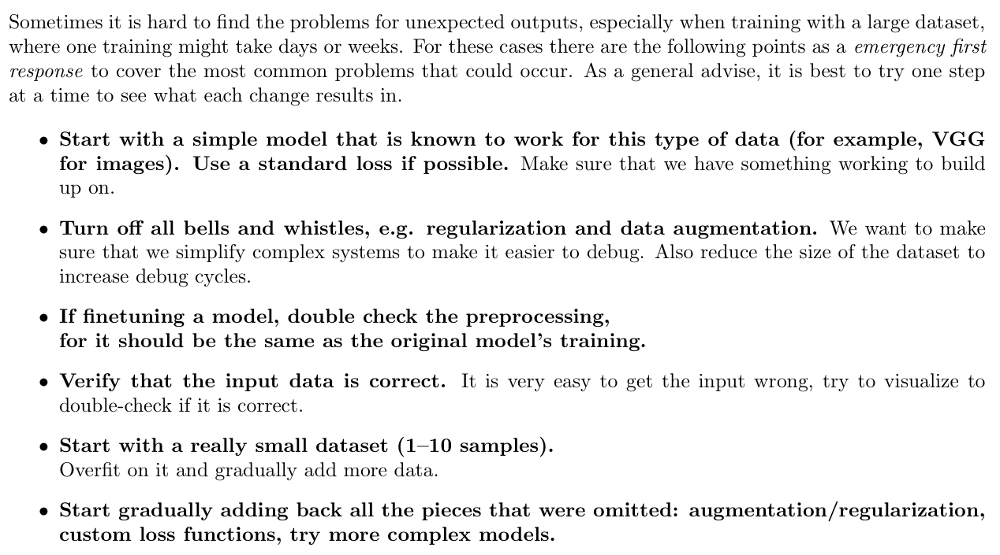 Sometimes it is hard to find the problems for unexpected outputs, especially when training with a large dataset,
where one training might take days or weeks. For these cases there are the following points as a emergency first
response to cover the most common problems that could occur. As a general advise, it is best to try one step
at a time to see what each change results in.
• Start with a simple model that is known to work for this type of data (for example, VGG
for images). Use a standard loss if possible. Make sure that we have something working to build
up on.
• Turn off all bells and whistles, e.g. regularization and data augmentation. We want to make
sure that we simplify complex systems to make it easier to debug. Also reduce the size of the dataset to
increase debug cycles.
• If finetuning a model, double check the preprocessing,
for it should be the same as the original model's training.
• Verify that the input data is correct. It is very easy to get the input wrong, try to visualize to
double-check if it is correct.
• Start with a really small dataset (1–10 samples).
Overfit on it and gradually add more data.
• Start gradually adding back all the pieces that were omitted: augmentation/regularization,
custom loss functions, try more complex models.